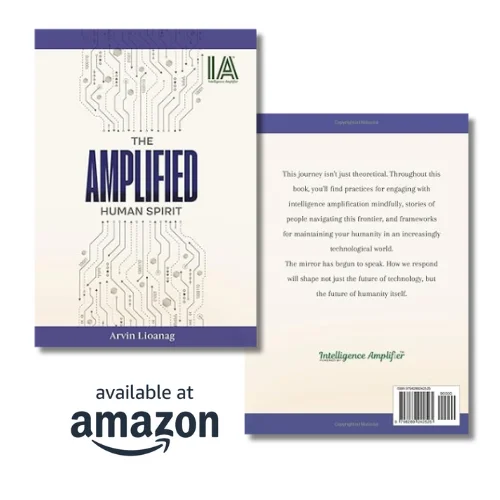 IA
Intelligence Amplifier
THE
AMPLIFIED
HUMAN SPIRIT
Arvin Lioanag
available at
amazon
This journey isn't just theoretical. Throughout this
book, you'll find practices for engaging with
intelligence amplification mindfully, stories of
people navigating this frontier, and frameworks
for maintaining your humanity in an increasingly
technological world.
The mirror has begun to speak. How we respond
will shape not just the future of technology, but
the future of humanity itself.
Intelligence Amplifier